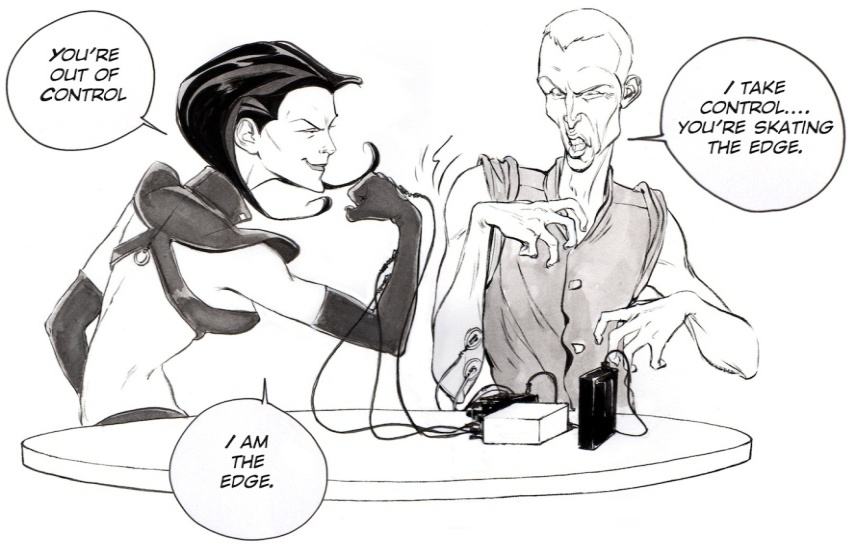 YOU'RE
OUT OF
CONTROL
I TAKE
CONTROL....
YOU'RE SKATING
THE EDGE.
I AM
THE
EDGE.